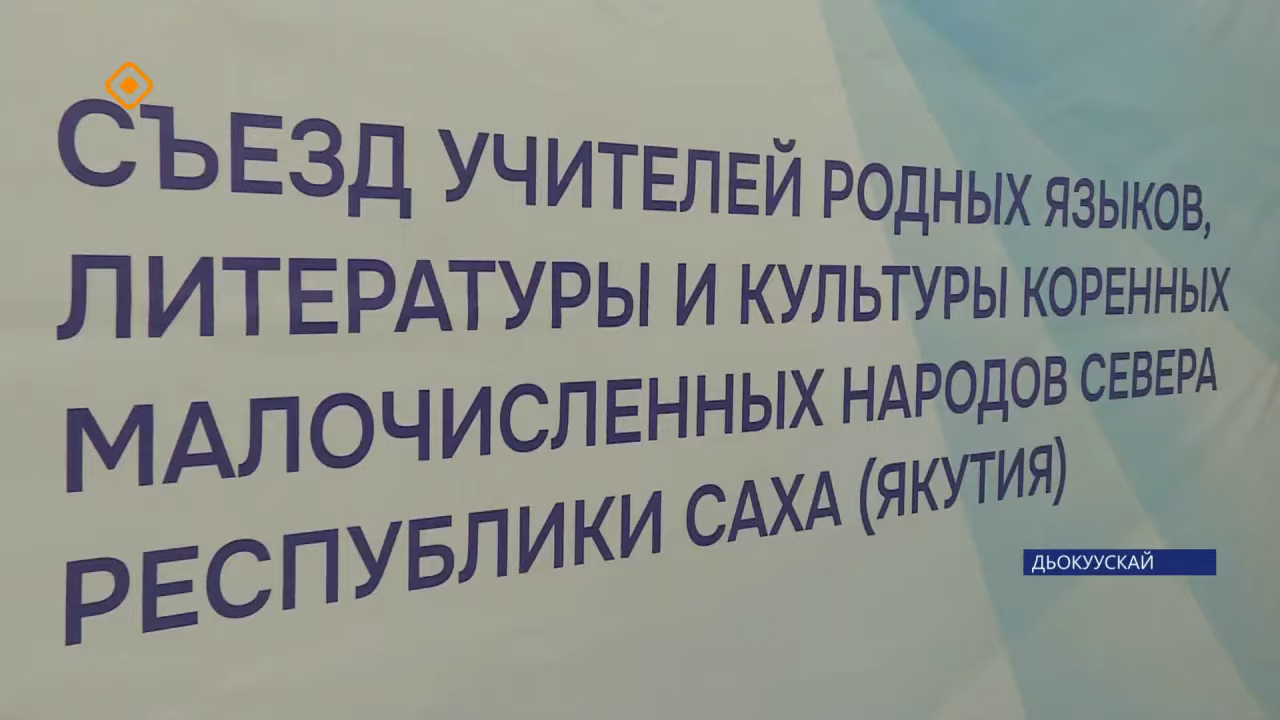 СЪЕЗД УЧИТЕЛЕЙ РОДНЫХ ЯЗЫКОВ,
ЛИТЕРАТУРЫ И КУЛЬТУРЫ КОРЕННЫХ
МАЛОЧИСЛЕННЫХ НАРОДОВ СЕВЕРА
РЕСПУБЛИКИ САХА (ЯКУТИЯ)
ДЬОКУУСКАЙ